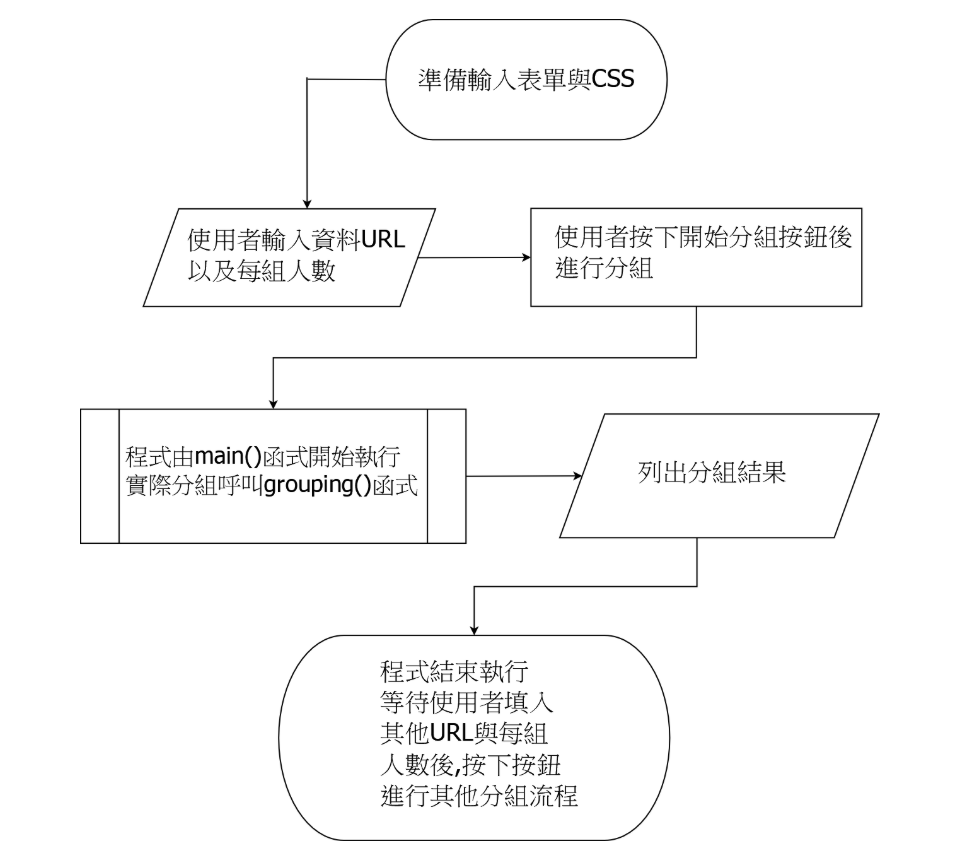 準備輸入表單與CSS
使用者輸入資料URL
以及每組人數
使用者按下開始分組按鈕後
進行分組
程式由main()函式開始執行
實際分組呼叫grouping()函式
列出分組結果
程式結束執行
等待使用者填入
其他URL與每組
人數後,按下按鈕
進行其他分組流程